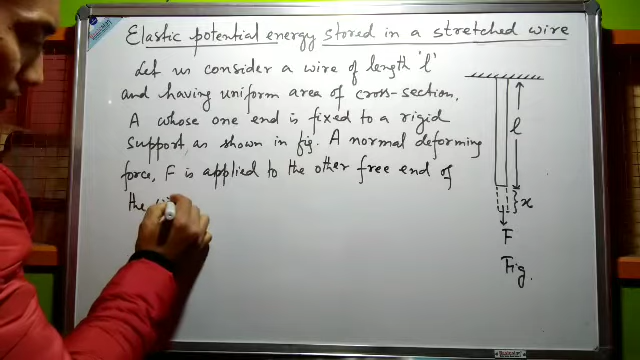 Elastic potential energy stored in a stretched wire
Let us consider a wire of length 'l'
and having uniform area of cross-section,
A whose one end is fixed to a rigid
support as shown in fig. A normal deforming
force, F is applied to the other free end of
the
l
x
F
Fig.